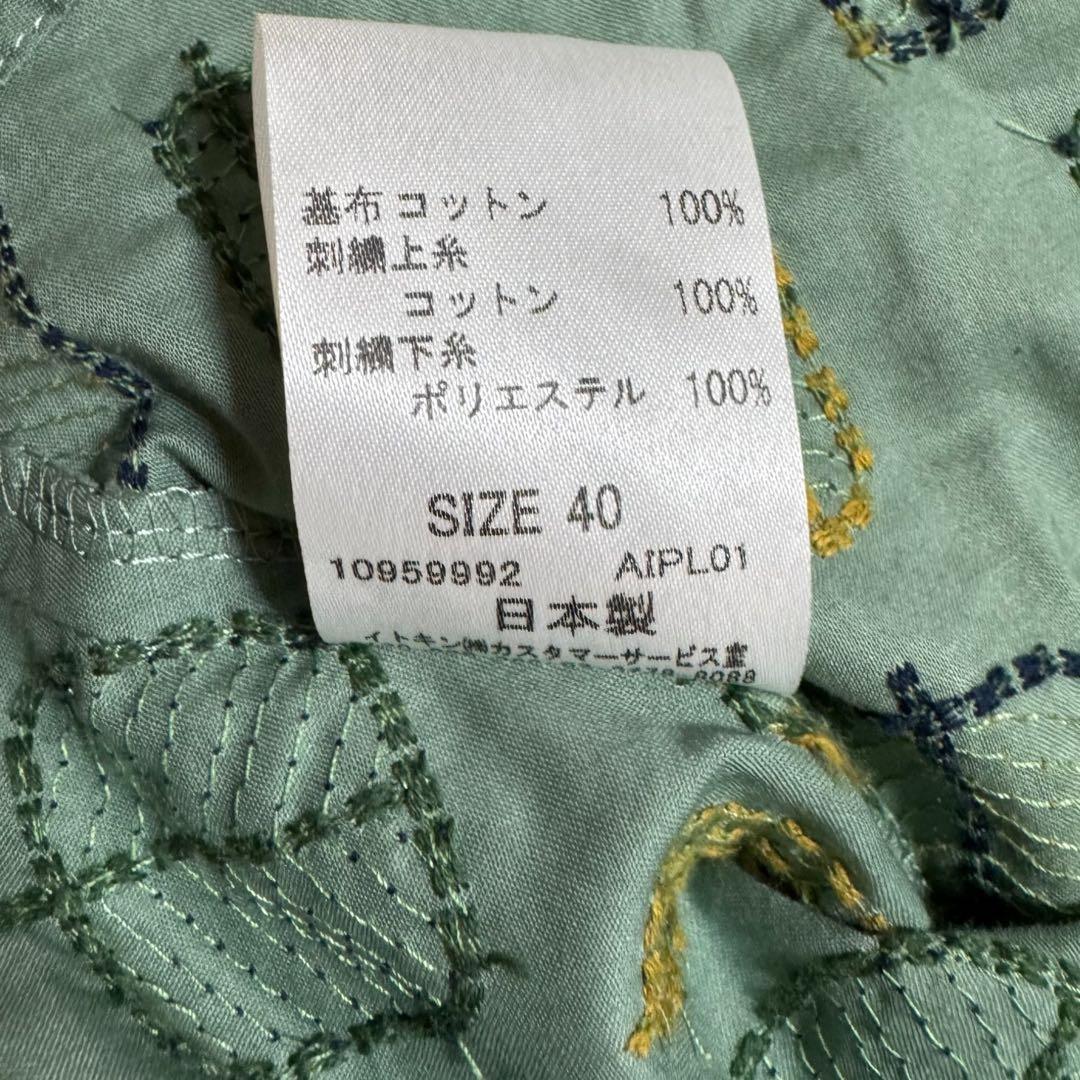 基布コットン 100%
刺繍上糸
コットン 100%
刺繍下糸
ポリエステル 100%
SIZE 40
10959992 AIPL01
日本製
イトキン㈱カスタマーサービス室
8088